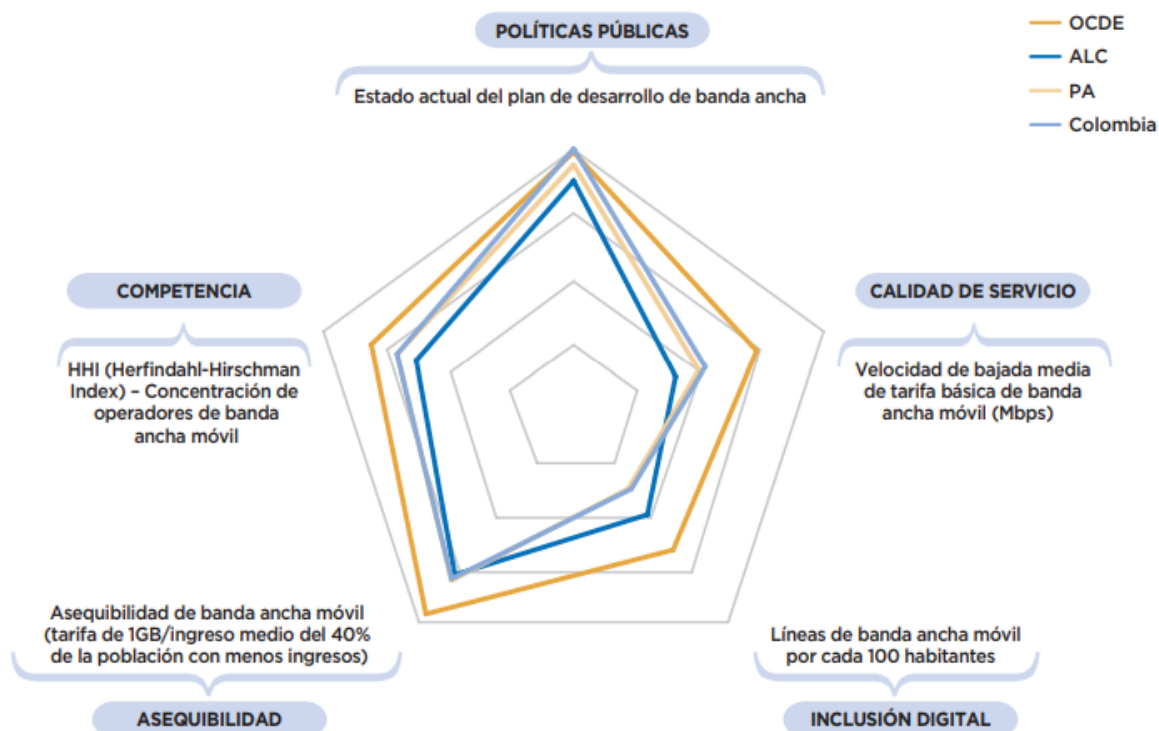 POLÍTICAS PÚBLICAS
Estado actual del plan de desarrollo de banda ancha
OCDE
ALC
PA
Colombia
COMPETENCIA
HHI (Herfindahl-Hirschman
Index) – Concentración de
operadores de banda
ancha móvil
CALIDAD DE SERVICIO
Velocidad de bajada media
de tarifa básica de banda
ancha móvil (Mbps)
Asequibilidad de banda ancha móvil
(tarifa de 1GB/ingreso medio del 40%
de la población con menos ingresos)
ASEQUIBILIDAD
Líneas de banda ancha móvil
por cada 100 habitantes
INCLUSIÓN DIGITAL